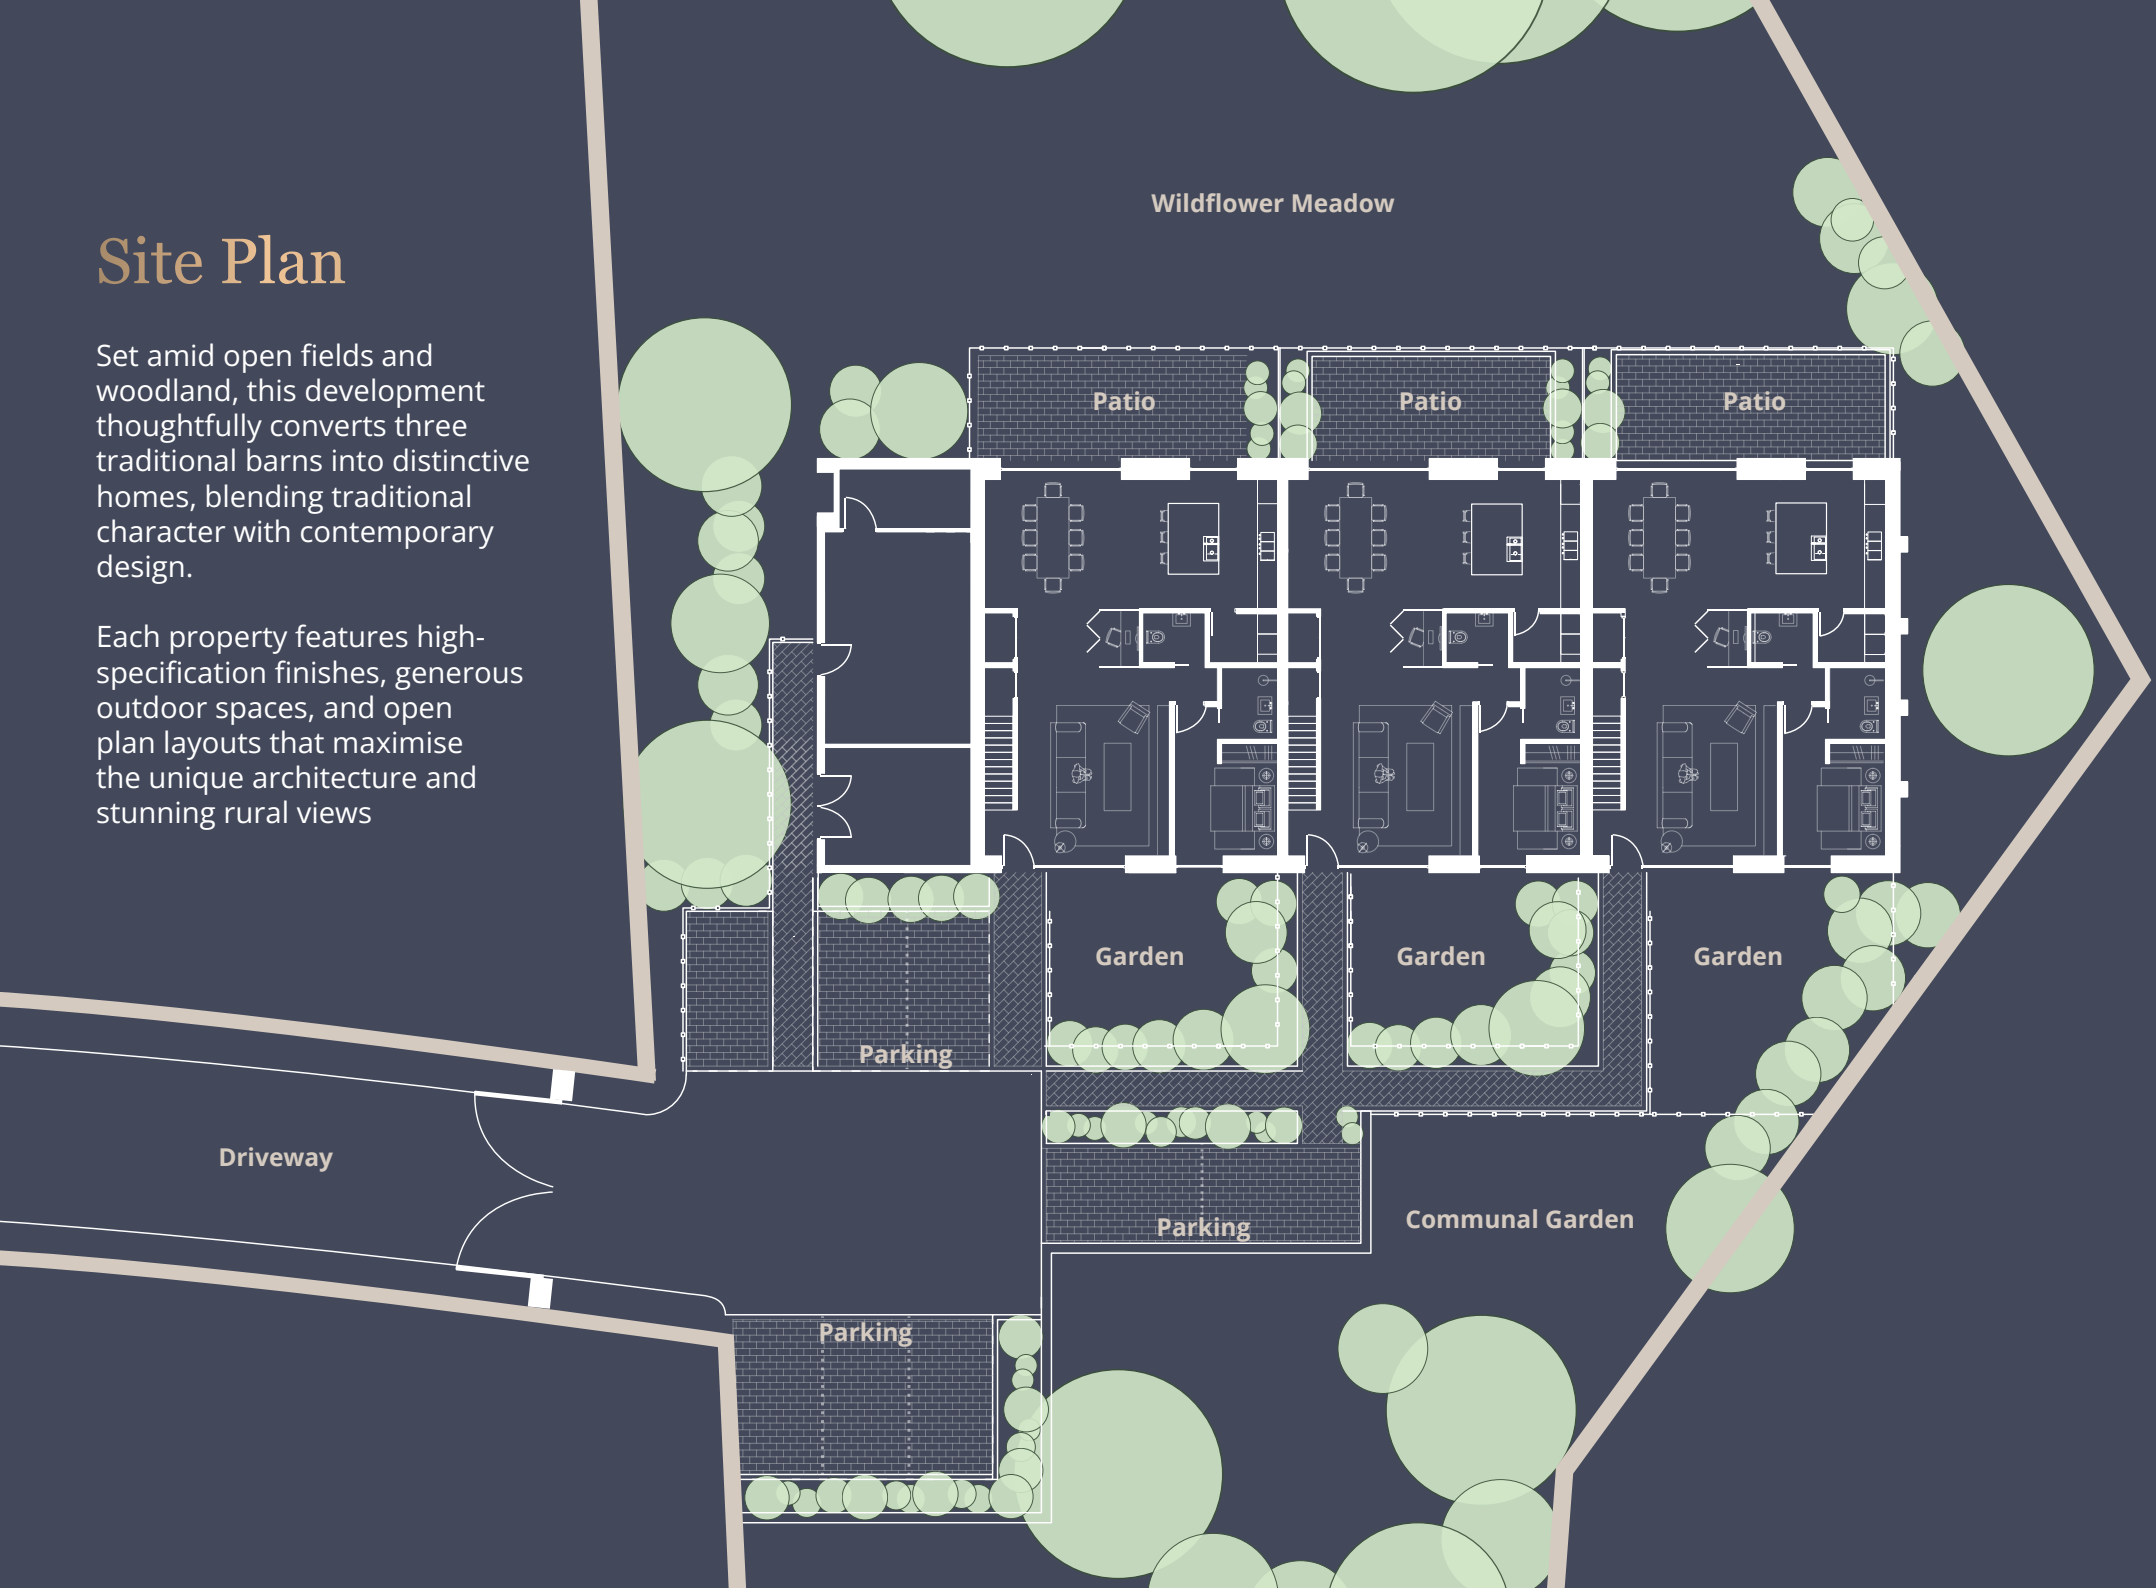 Site Plan
Set amid open fields and
woodland, this development
thoughtfully converts three
traditional barns into distinctive
homes, blending traditional
character with contemporary
design.
Each property features high-
specification finishes, generous
outdoor spaces, and open
plan layouts that maximise
the unique architecture and
stunning rural views
Wildflower Meadow
Patio
Patio
Patio
Garden
Garden
Garden
Parking
Driveway
Parking
Communal Garden
Parking